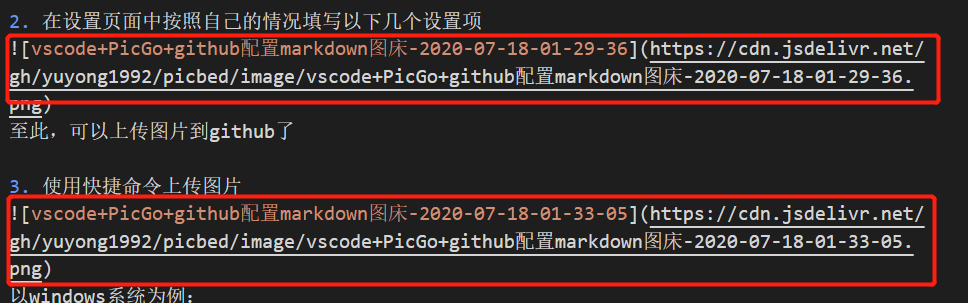 2. 在设置页面中按照自己的情况填写以下几个设置项
![vscode+PicGo+github配置markdown图床-2020-07-18-01-29-36](https://cdn.jsdelivr.net/
gh/yuyong1992/picbed/image/vscode+PicGo+github配置markdown图床-2020-07-18-01-29-36.
png)
至此，可以上传图片到github了
3. 使用快捷命令上传图片
![vscode+PicGo+github配置markdown图床-2020-07-18-01-33-05](https://cdn.jsdelivr.net/
gh/yuyong1992/picbed/image/vscode+PicGo+github配置markdown图床-2020-07-18-01-33-05.
png)
以windows系统为例：